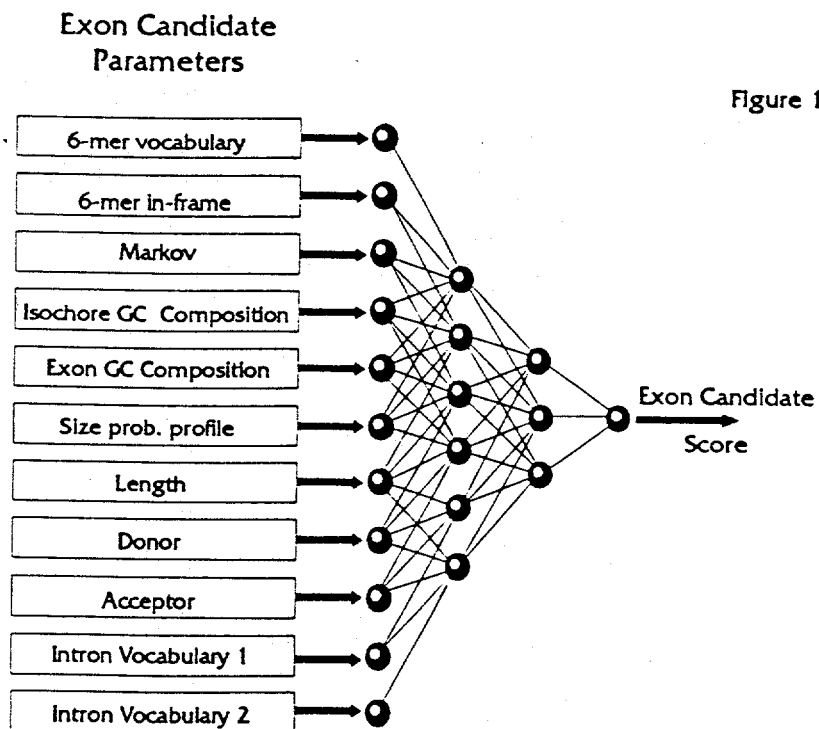 Exon Candidate
Parameters
Figure 1
6-mer vocabulary
6-mer in-frame
Markov
Isochore GC Composition
Exon GC Composition
Size prob. profile
Length
Donor
Acceptor
Intron Vocabulary 1
Intron Vocabulary 2
Exon Candidate
Score